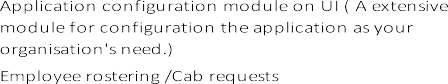 Application configuration module on UI ( A extensive
module for configuration the application as your
organisation's need.)
Employee rostering /Cab requests